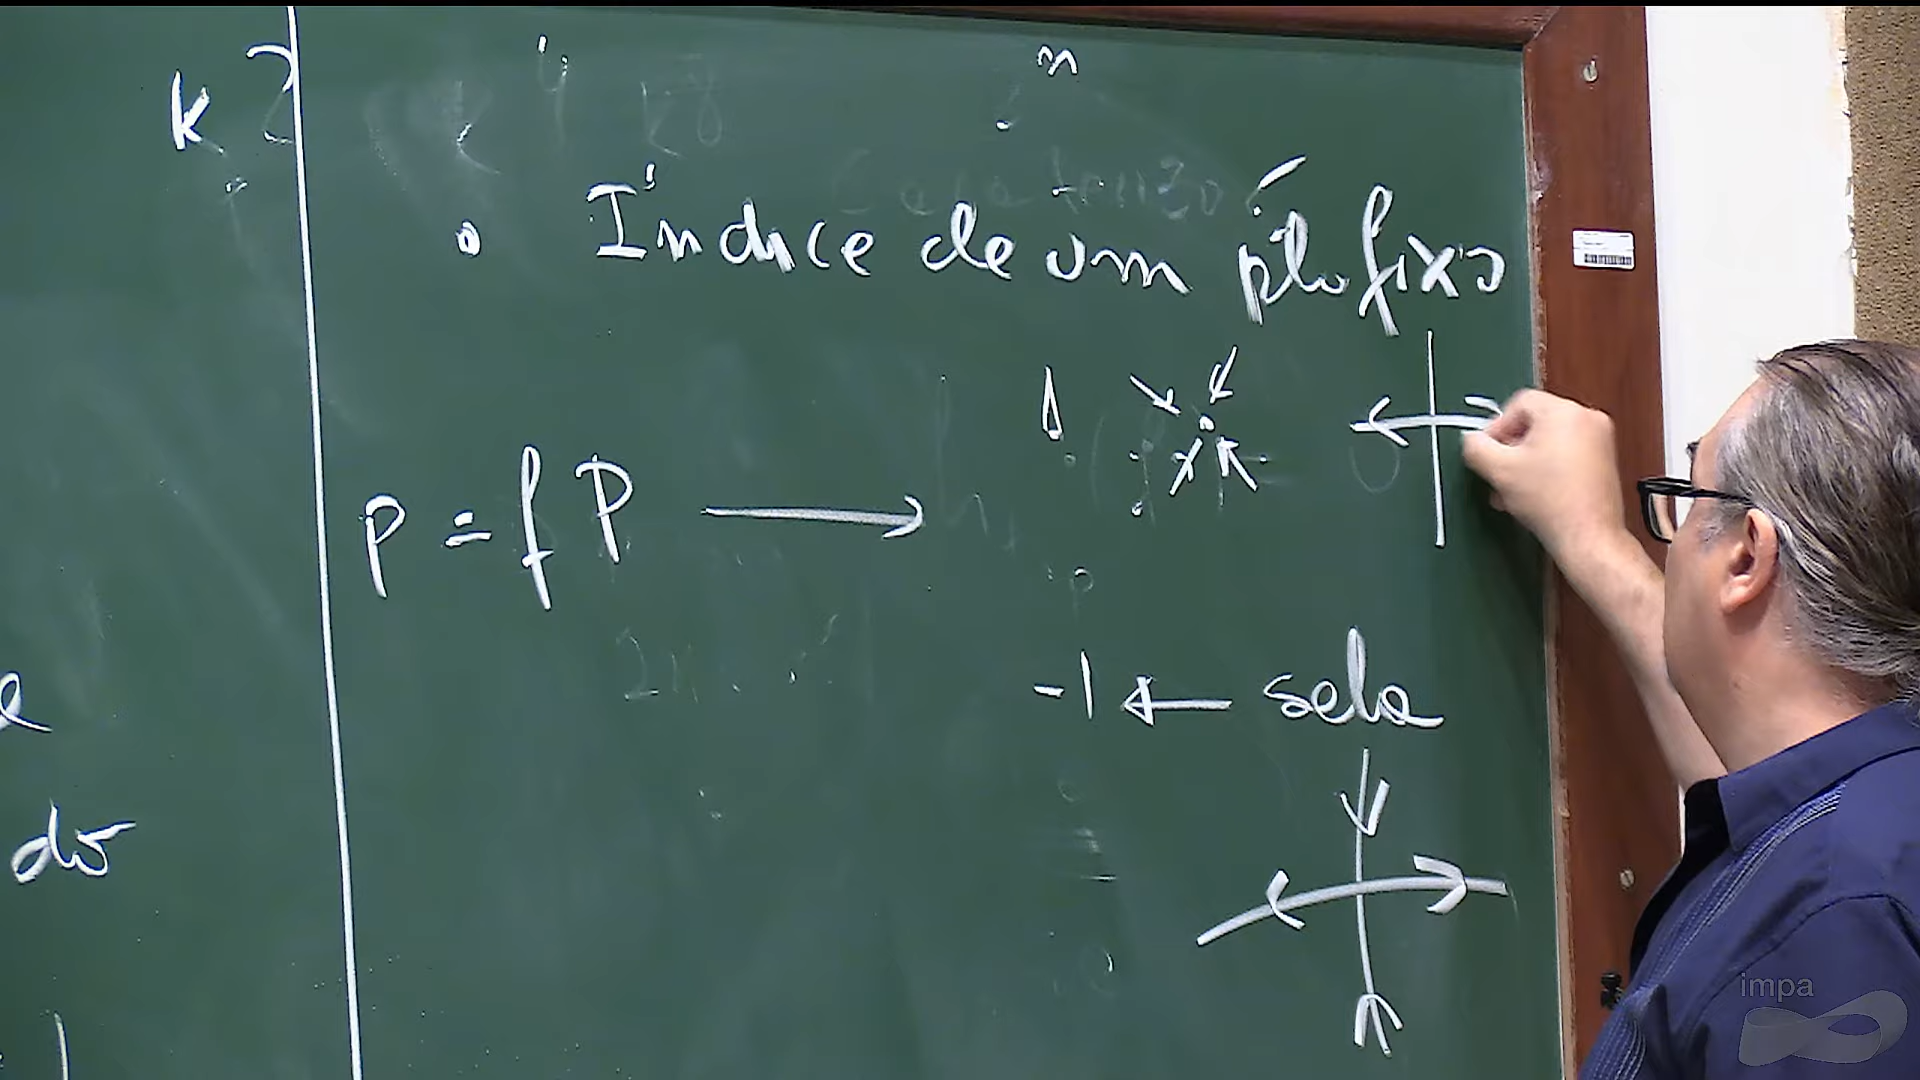 k
• Índice de um pto fixo
p = f p →
1
-1 ← sela
do
impa